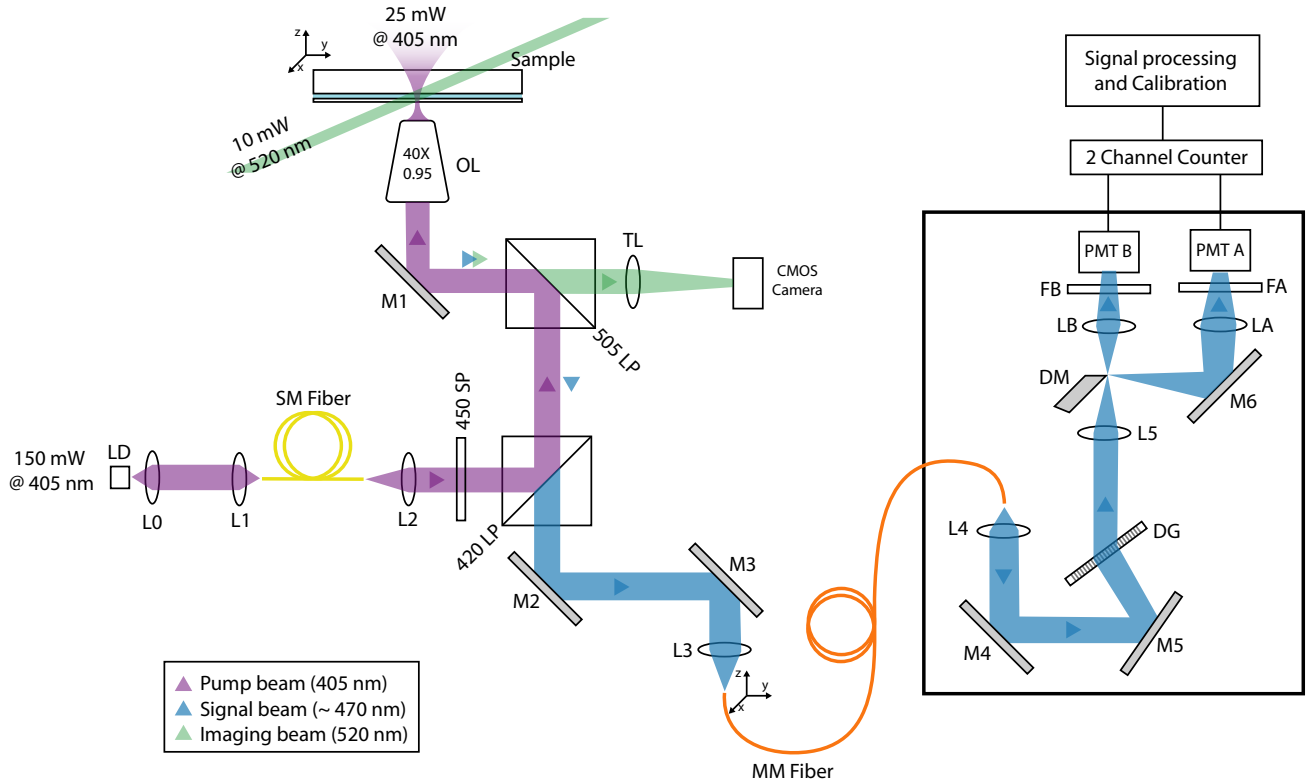 25 mW
@ 405 nm
z
y
x
Sample
10 mW
@ 520 nm
40X
0.95
OL
M1
TL
CMOS
Camera
505 LP
SM Fiber
450 SP
LD
150 mW
@ 405 nm
L0
L1
L2
420 LP
M2
M3
L3
z
y
x
MM Fiber
Pump beam (405 nm)
Signal beam (~ 470 nm)
Imaging beam (520 nm)
Signal processing
and Calibration
2 Channel Counter
PMT B
PMT A
FB
FA
LB
LA
DM
M6
L5
L4
DG
M4
M5